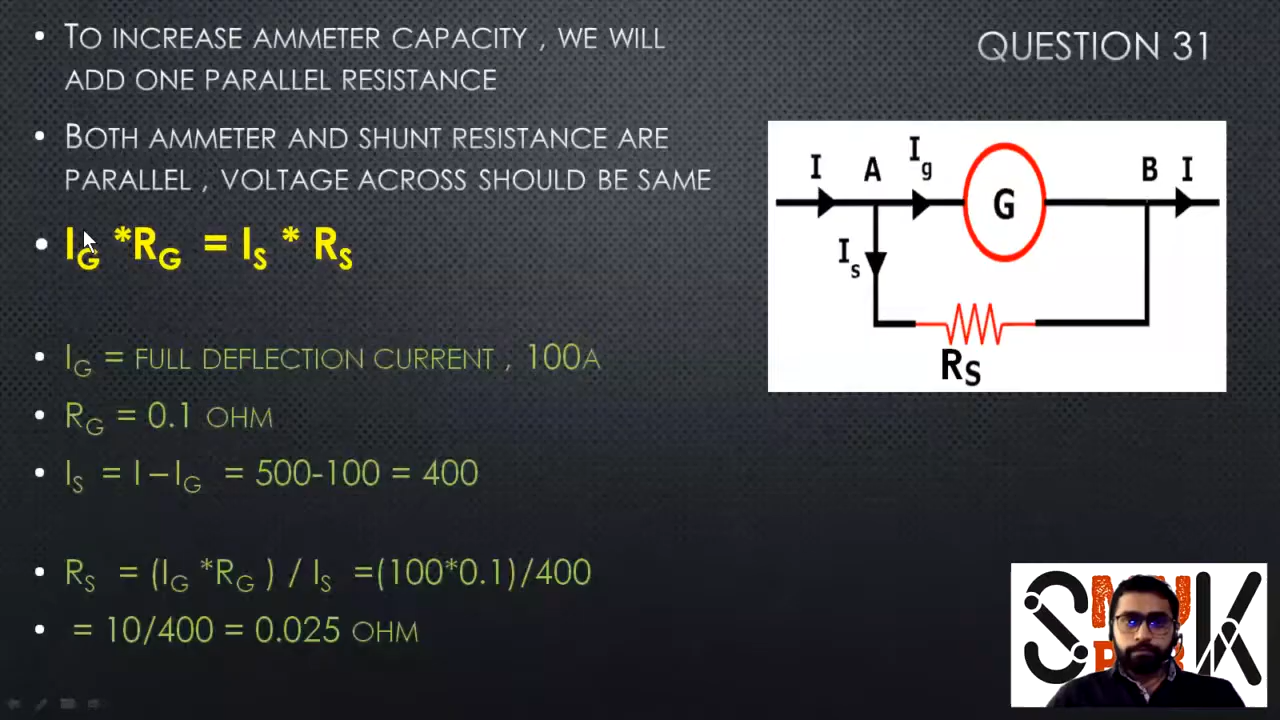 • TO INCREASE AMMETER CAPACITY , WE WILL
ADD ONE PARALLEL RESISTANCE
• BOTH AMMETER AND SHUNT RESISTANCE ARE
PARALLEL , VOLTAGE ACROSS SHOULD BE SAME
• IG *RG = IS * RS
• IG = FULL DEFLECTION CURRENT , 100A
• RG = 0.1 OHM
• IS = I – IG = 500-100 = 400
• RS = (IG *RG ) / IS =(100*0.1)/400
• = 10/400 = 0.025 OHM
QUESTION 31
I A Ig G B I
Is
RS
S K